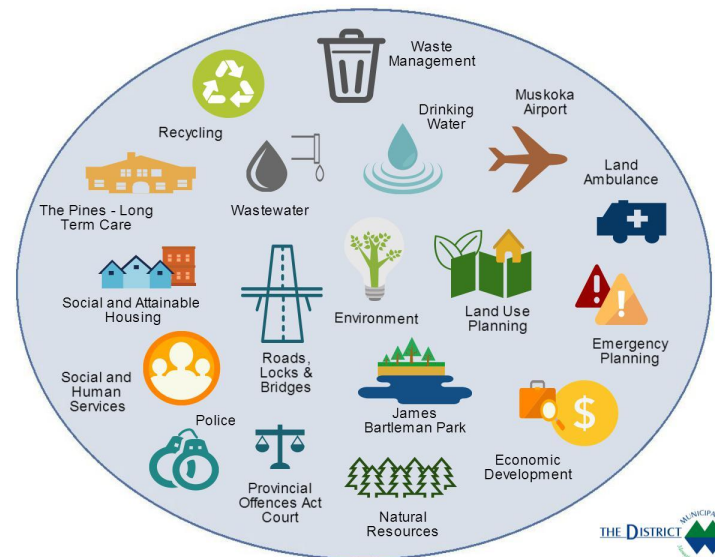 Waste
Management
Recycling
Drinking
Water
Muskoka
Airport
Land
Ambulance
The Pines - Long
Term Care
Wastewater
Social and Attainable
Housing
Roads,
Locks &
Bridges
Environment
Land Use
Planning
Emergency
Planning
Social and
Human
Services
James
Bartleman Park
Economic
Development
$
Police
Provincial
Offences Act
Court
Natural
Resources
THE DISTRICT